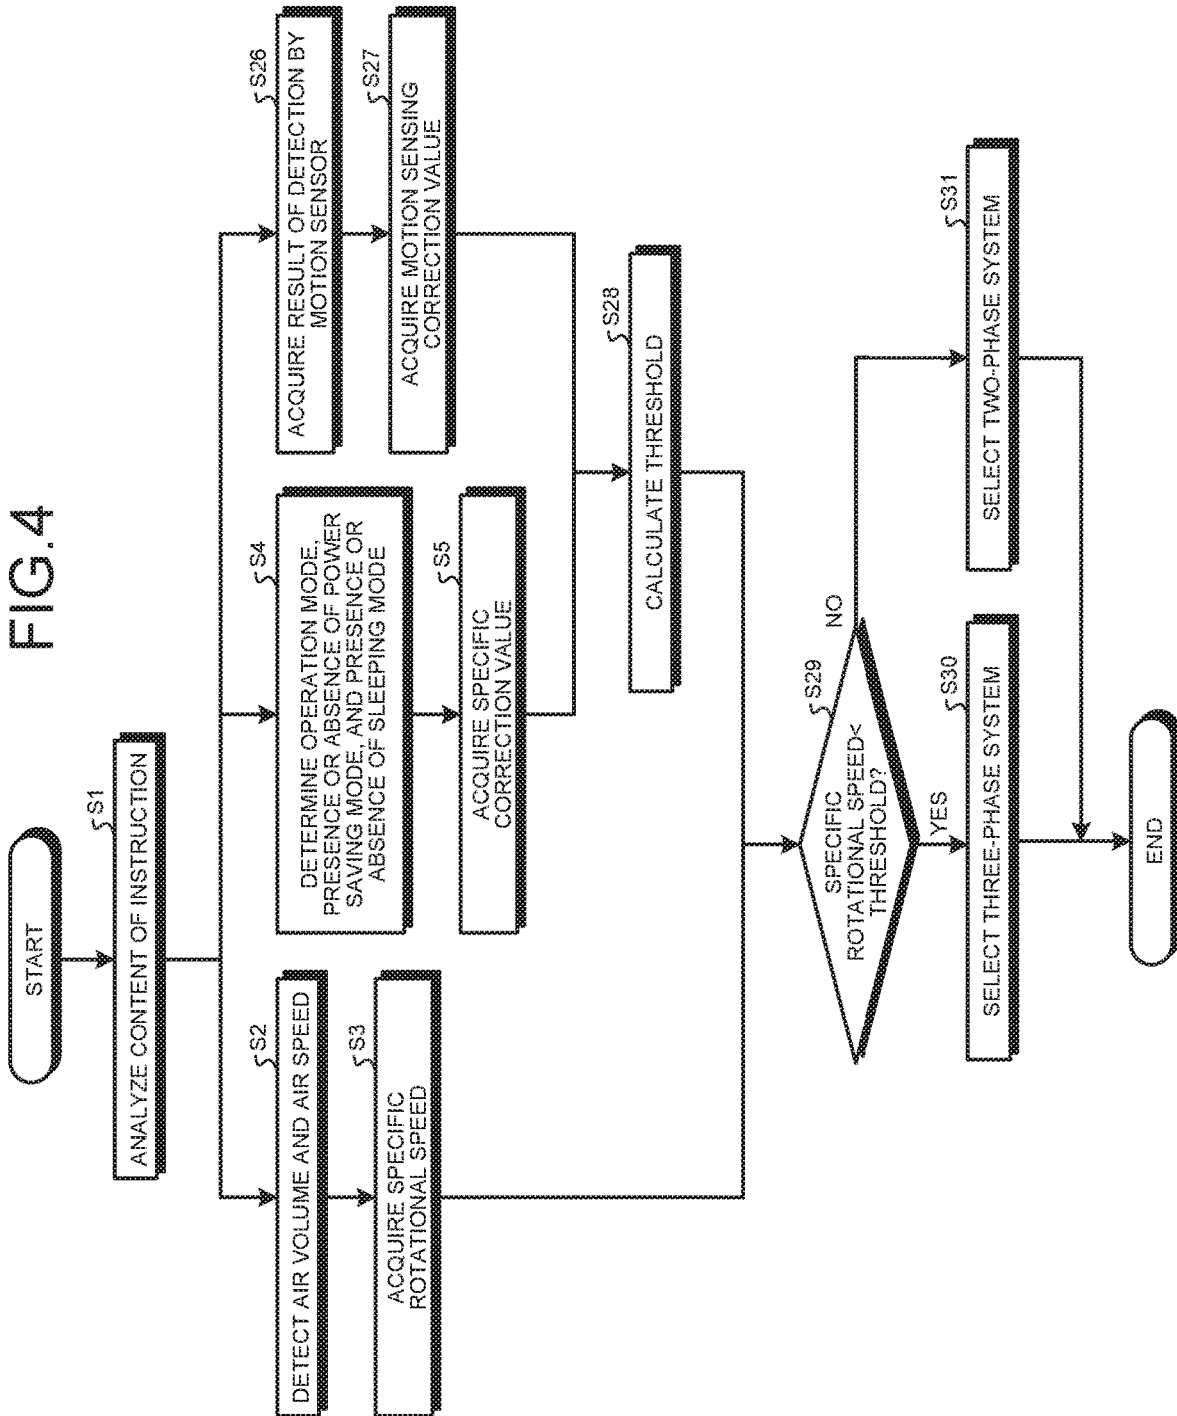 FIG.4
START
S1
ANALYZE CONTENT OF INSTRUCTION
S2
DETECT AIR VOLUME AND AIR SPEED
S3
ACQUIRE SPECIFIC
ROTATIONAL SPEED
S4
DETERMINE OPERATION MODE,
PRESENCE OR ABSENCE OF POWER
SAVING MODE, AND PRESENCE OR
ABSENCE OF SLEEPING MODE
S5
ACQUIRE SPECIFIC
CORRECTION VALUE
S26
ACQUIRE RESULT OF DETECTION BY
MOTION SENSOR
S27
ACQUIRE MOTION SENSING
CORRECTION VALUE
S28
CALCULATE THRESHOLD
S29
SPECIFIC
ROTATIONAL SPEED<
THRESHOLD?
NO
YES
S30
SELECT THREE-PHASE SYSTEM
S31
SELECT TWO-PHASE SYSTEM
END